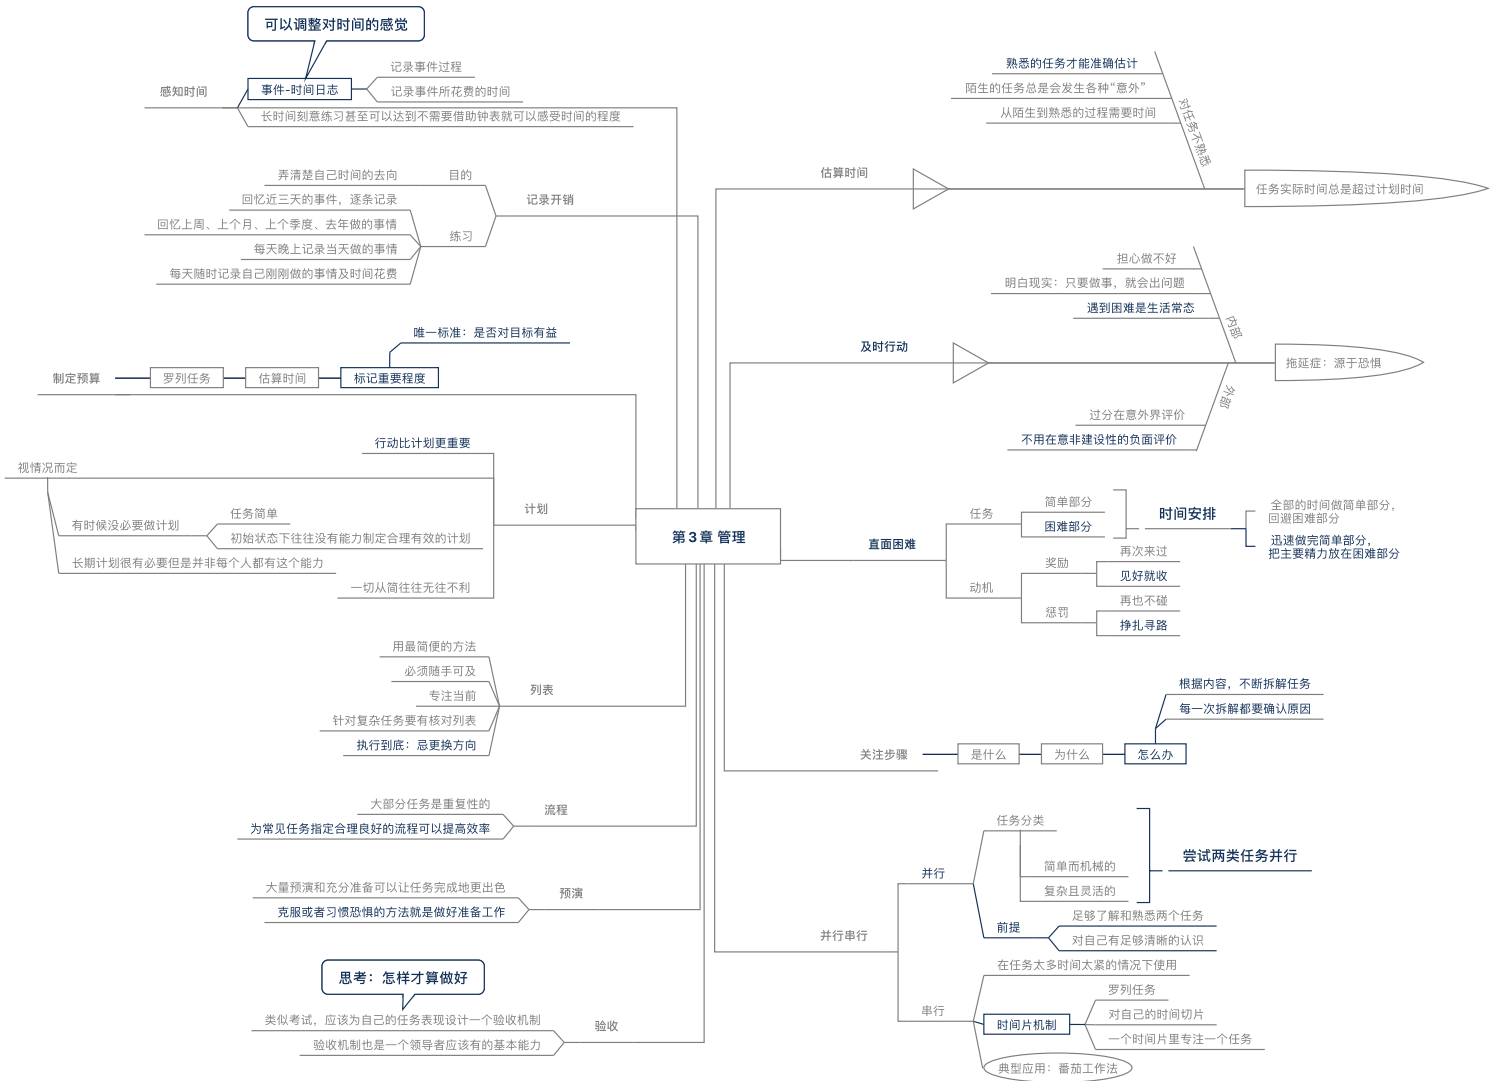 可以调整对时间的感觉
感知时间
事件-时间日志
记录事件过程
记录事件所花费的时间
长时间刻意练习甚至可以达到不需要借助钟表就可以感受时间的程度
记录开销
目的
弄清楚自己时间的去向
练习
回忆近三天的事件，逐条记录
回忆上周、上个月、上个季度、去年做的事情
每天晚上记录当天做的事情
每天随时记录自己刚刚做的事情及时间花费
唯一标准：是否对目标有益
制定预算
罗列任务
估算时间
标记重要程度
计划
行动比计划更重要
视情况而定
有时候没必要做计划
任务简单
初始状态下往往没有能力制定合理有效的计划
长期计划很有必要但是并非每个人都有这个能力
一切从简往往无往不利
第3章 管理
列表
用最简便的方法
必须随手可及
专注当前
针对复杂任务要有核对列表
执行到底：忌更换方向
流程
大部分任务是重复性的
为常见任务指定合理良好的流程可以提高效率
预演
大量预演和充分准备可以让任务完成地更出色
克服或者习惯恐惧的方法就是做好准备工作
思考：怎样才算做好
验收
类似考试，应该为自己的任务表现设计一个验收机制
验收机制也是一个领导者应该有的基本能力
估算时间
熟悉的任务才能准确估计
陌生的任务总是会发生各种“意外”
从陌生到熟悉的过程需要时间
对任务不熟悉
任务实际时间总是超过计划时间
及时行动
担心做不好
明白现实：只要做事，就会出问题
遇到困难是生活常态
内部
拖延症：源于恐惧
外部
过分在意外界评价
不用在意非建设性的负面评价
直面困难
任务
简单部分
困难部分
时间安排
全部的时间做简单部分，
回避困难部分
迅速做完简单部分，
把主要精力放在困难部分
动机
奖励
再次来过
见好就收
惩罚
再也不碰
挣扎寻路
根据内容，不断拆解任务
每一次拆解都要确认原因
关注步骤
是什么
为什么
怎么办
并行串行
并行
任务分类
简单而机械的
复杂且灵活的
尝试两类任务并行
前提
足够了解和熟悉两个任务
对自己有足够清晰的认识
串行
在任务太多时间太紧的情况下使用
时间片机制
罗列任务
对自己的时间切片
一个时间片里专注一个任务
典型应用：番茄工作法